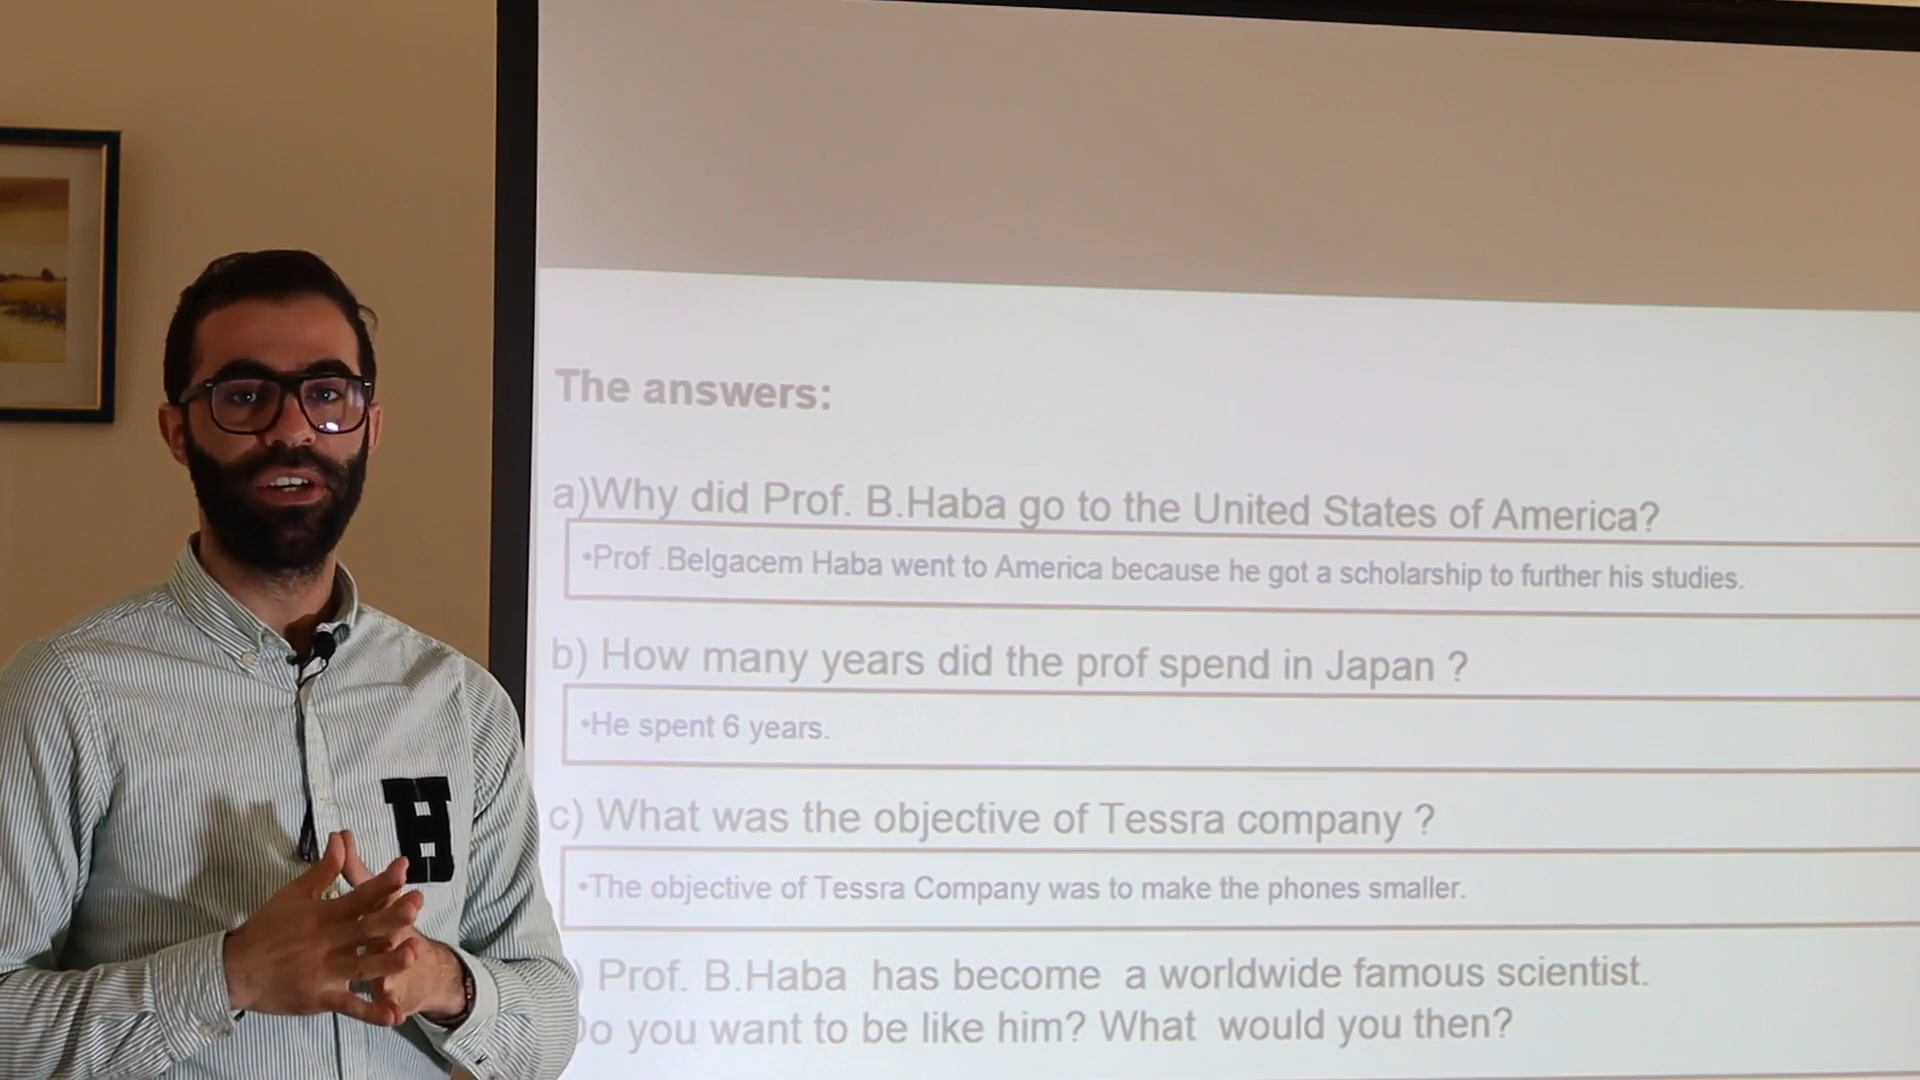 The answers:
a)Why did Prof. B.Haba go to the United States of America?
•Prof .Belgacem Haba went to America because he got a scholarship to further his studies.
b) How many years did the prof spend in Japan ?
•He spent 6 years.
c) What was the objective of Tessra company ?
•The objective of Tessra Company was to make the phones smaller.
) Prof. B.Haba has become a worldwide famous scientist.
Do you want to be like him? What would you then?
H